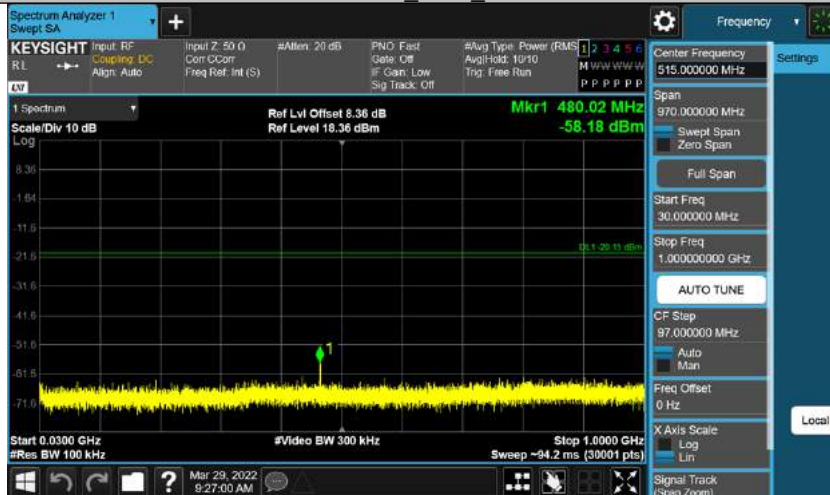 Spectrum Analyzer 1
Swept SA
+
Frequency
KEYSIGHT
RL
LXI
Input: RF
Coupling: DC
Align: Auto
Input Z: 50 Ω
Corr CCorr
Freq Ref: Int (S)
#Atten: 20 dB
PNO: Fast
Gate: Off
IF Gain: Low
Sig Track: Off
#Avg Type: Power (RMS
Avg|Hold: 10/10
Trig: Free Run
1 2 3 4 5 6
M W W W W W
P P P P P P
Center Frequency
515.000000 MHz
Settings
Span
970.000000 MHz
Swept Span
Zero Span
Full Span
Start Freq
30.000000 MHz
Stop Freq
1.000000000 GHz
AUTO TUNE
CF Step
97.000000 MHz
Auto
Man
Freq Offset
0 Hz
X Axis Scale
Log
Lin
Signal Track
(Span Zoom)
Local
1 Spectrum
Scale/Div 10 dB
Log
Ref Lvl Offset 8.36 dB
Ref Level 18.36 dBm
Mkr1 480.02 MHz
-58.18 dBm
8.36
-1.64
-11.6
DL1 -20.15 dBm
-21.6
-31.6
-41.6
-51.6
1
-61.6
-71.6
Start 0.0300 GHz
#Res BW 100 kHz
#Video BW 300 kHz
Stop 1.0000 GHz
Sweep ~94.2 ms (30001 pts)
?
Mar 29, 2022
9:27:00 AM